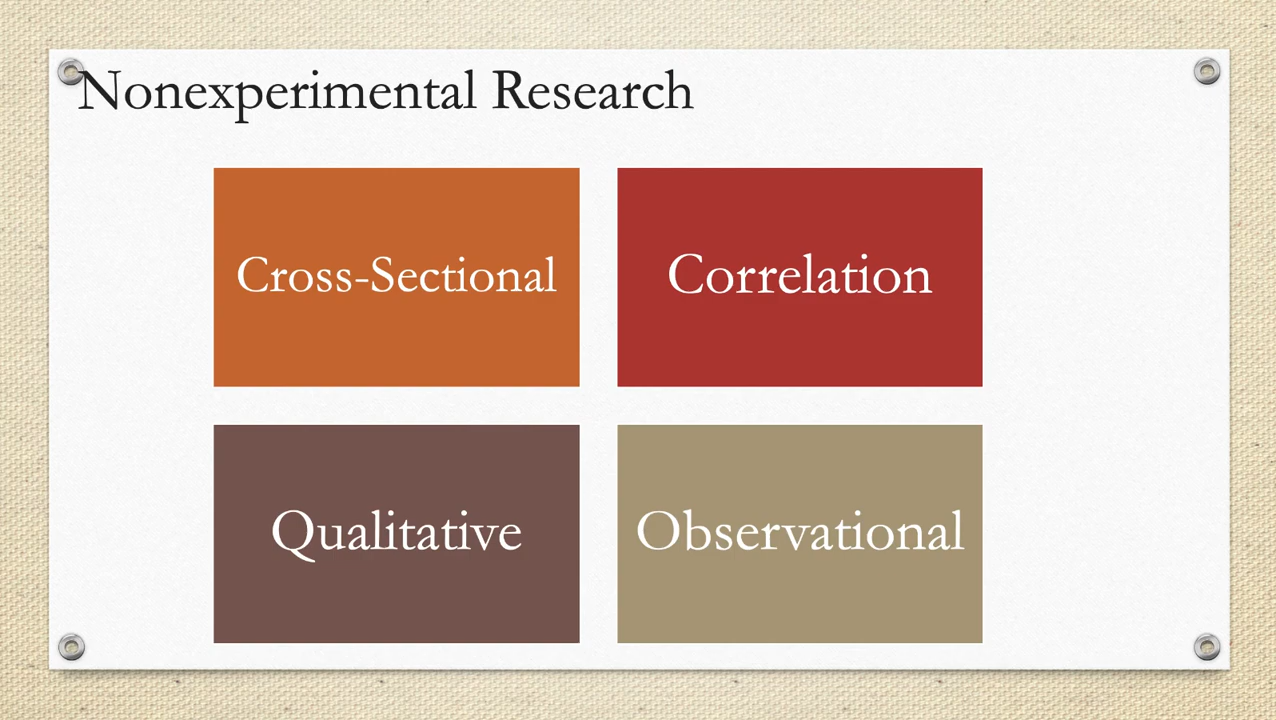 Nonexperimental Research
Cross-Sectional
Correlation
Qualitative
Observational